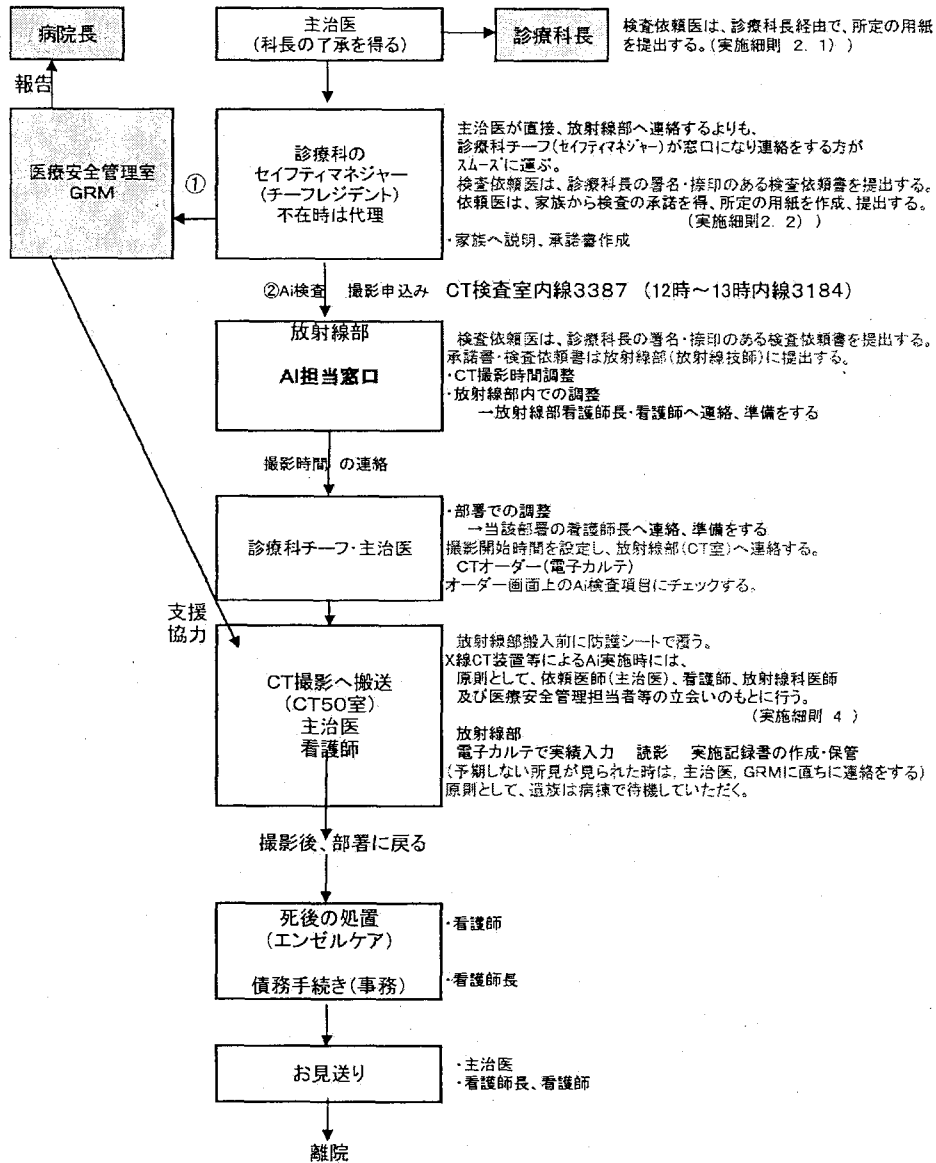 病院長
主治医
(科長の了承を得る)
診療科長
検査依頼医は、診療科長経由で、所定の用紙
を提出する。(実施細則 2. 1) )
報告
医療安全管理室
GRM
①
診療科の
セイフティマネジャー
(チーフレジデント)
不在時は代理
主治医が直接、放射線部へ連絡するよりも、
診療科チーフ(セイフティマネジャー)が窓口になり連絡をする方が
スムーズに運ぶ。
検査依頼医は、診療科長の署名・捺印のある検査依頼書を提出する。
依頼医は、家族から検査の承諾を得、所定の用紙を作成、提出する。
(実施細則2. 2) )
・家族へ説明、承諾書作成
②Ai検査 撮影申込み CT検査室内線3387 (12時～13時内線3184)
放射線部
AI担当窓口
検査依頼医は、診療科長の署名・捺印のある検査依頼書を提出する。
承諾書・検査依頼書は放射線部(放射線技師)に提出する。
・CT撮影時間調整
・放射線部内での調整
→放射線部看護師長・看護師へ連絡、準備をする
撮影時間 の連絡
診療科チーフ・主治医
・部署での調整
→当該部署の看護師長へ連絡、準備をする
撮影開始時間を設定し、放射線部(CT室)へ連絡する。
CTオーダー(電子カルテ)
オーダー画面上のAi検査項目にチェックする。
支援
協力
CT撮影へ搬送
(CT50室)
主治医
看護師
放射線部搬入前に防護シートで覆う。
X線CT装置等によるAi実施時には、
原則として、依頼医師(主治医)、看護師、放射線科医師
及び医療安全管理担当者等の立会いのもとに行う。
(実施細則 4 )
放射線部
電子カルテで実績入力 読影 実施記録書の作成・保管
(予期しない所見が見られた時は, 主治医, GRMに直ちに連絡をする)
原則として、遺族は病棟で待機していただく。
撮影後、部署に戻る
死後の処置
(エンゼルケア)
債務手続き(事務)
・看護師
・看護師長
お見送り
・主治医
・看護師長、看護師
離院